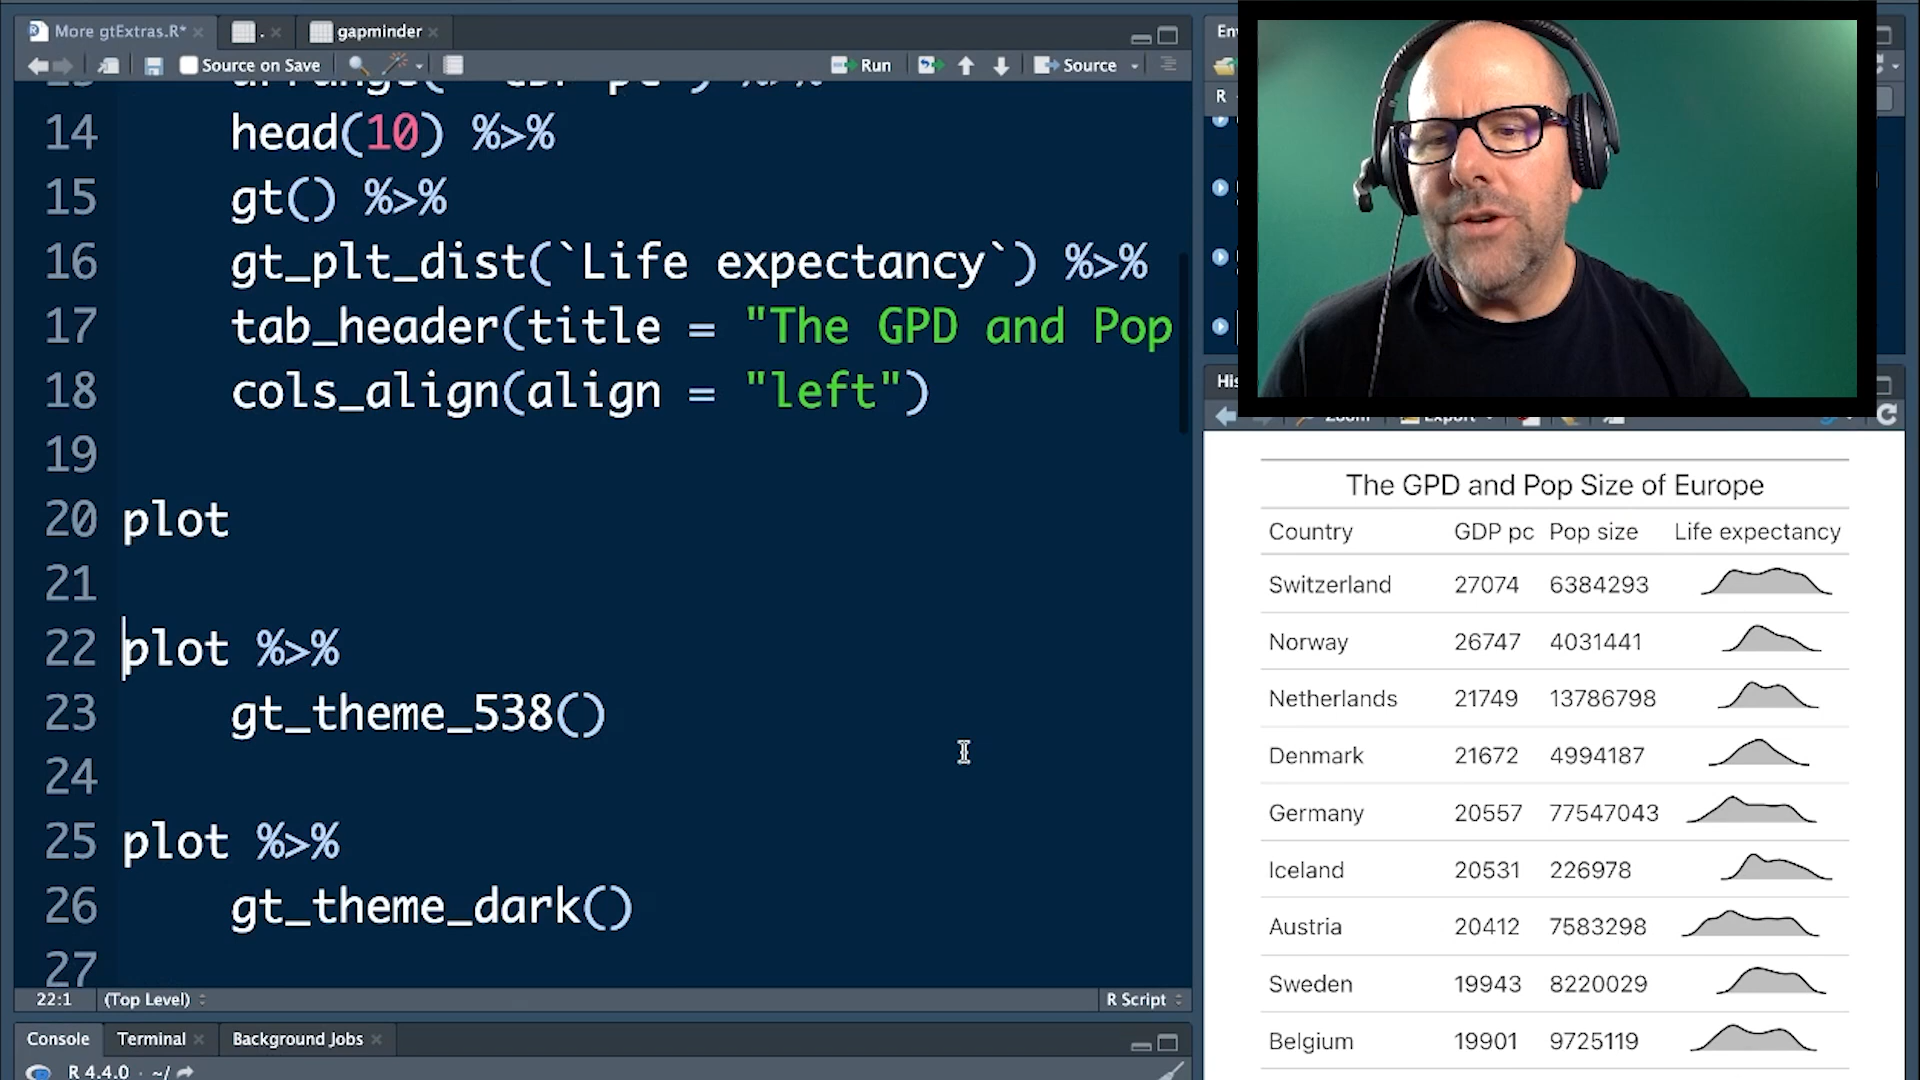 More gtExtras.R*
.
gapminder
Source on Save
Run
Source
14 head(10) %>%
15 gt() %>%
16 gt_plt_dist(`Life expectancy`) %>%
17 tab_header(title = "The GPD and Pop
18 cols_align(align = "left")
19
20 plot
21
22 plot %>%
23 gt_theme_538()
24
25 plot %>%
26 gt_theme_dark()
27
22:1 (Top Level) R Script
Console Terminal Background Jobs
R 4.4.0 · ~/
R
The GPD and Pop Size of Europe
Country GDP pc Pop size Life expectancy
Switzerland 27074 6384293
Norway 26747 4031441
Netherlands 21749 13786798
Denmark 21672 4994187
Germany 20557 77547043
Iceland 20531 226978
Austria 20412 7583298
Sweden 19943 8220029
Belgium 19901 9725119